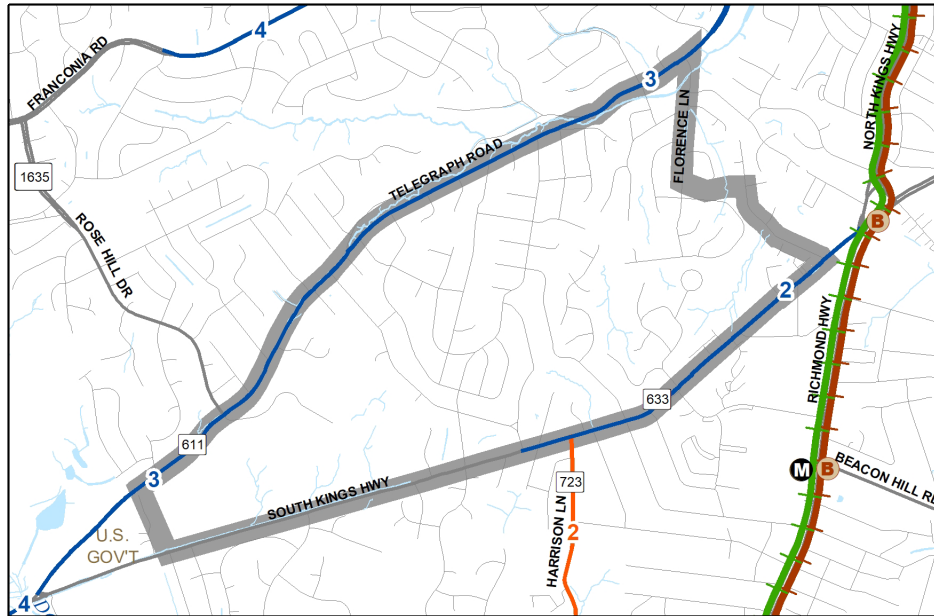 4
FRANCONIA RD
3
NORTH KINGS HWY
FLORENCE LN
TELEGRAPH ROAD
1635
ROSE HILL DR
B
2
RICHMOND HWY
633
611
3
M
B
BEACON HILL RD
723
SOUTH KINGS HWY
U.S.
GOV'T
HARRISON LN
2
4